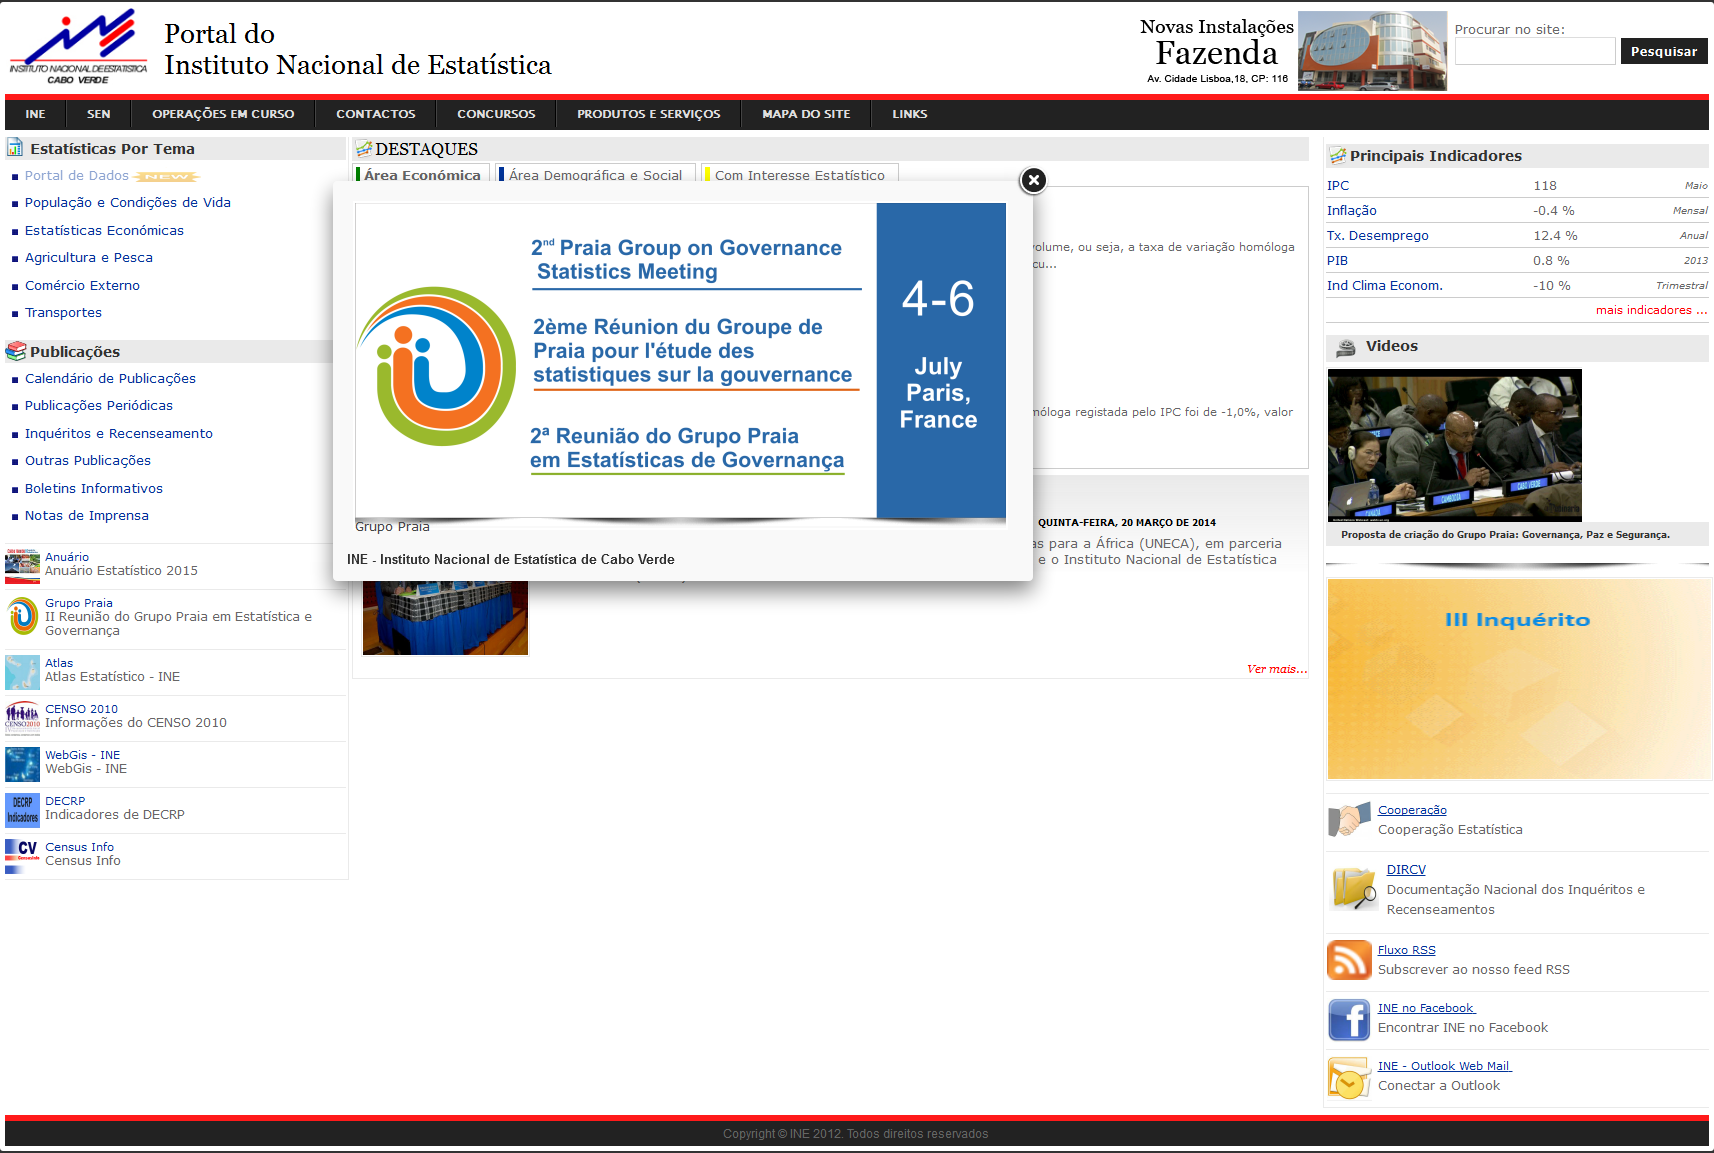 INSTITUTO NACIONAL DE ESTATÍSTICA
CABO VERDE
Portal do
Instituto Nacional de Estatística
Novas Instalações
Fazenda
Av. Cidade Lisboa,18, CP: 116
Procurar no site:
Pesquisar
INE SEN OPERAÇÕES EM CURSO CONTACTOS CONCURSOS PRODUTOS E SERVIÇOS MAPA DO SITE LINKS
Estatísticas Por Tema
Portal de Dados NEW
População e Condições de Vida
Estatísticas Económicas
Agricultura e Pesca
Comércio Externo
Transportes
Publicações
Calendário de Publicações
Publicações Periódicas
Inquéritos e Recenseamento
Outras Publicações
Boletins Informativos
Notas de Imprensa
Anuário
Anuário Estatístico 2015
Grupo Praia
II Reunião do Grupo Praia em Estatística e
Governança
Atlas
Atlas Estatístico - INE
CENSO2010
CENSO 2010
Informações do CENSO 2010
WebGis - INE
WebGis - INE
DECRP
Indicadores
DECRP
Indicadores de DECRP
CV
Census Info
Census Info
DESTAQUES
Área Económica Área Demográfica e Social Com Interesse Estatístico
volume, ou seja, a taxa de variação homóloga
cu...
móloga registada pelo IPC foi de -1,0%, valor
2nd Praia Group on Governance
Statistics Meeting
2ème Réunion du Groupe de
Praia pour l'étude des
statistiques sur la gouvernance
2ª Reunião do Grupo Praia
em Estatísticas de Governança
4-6
July
Paris,
France
Grupo Praia
INE - Instituto Nacional de Estatística de Cabo Verde
QUINTA-FEIRA, 20 MARÇO DE 2014
as para a África (UNECA), em parceria
e o Instituto Nacional de Estatística
Ver mais...
Principais Indicadores
IPC 118 Maio
Inflação -0.4 % Mensal
Tx. Desemprego 12.4 % Anual
PIB 0.8 % 2013
Ind Clima Econom. -10 % Trimestral
mais indicadores ...
Videos
CANADA CAMBODIA CABO VERDE
Proposta de criação do Grupo Praia: Governança, Paz e Segurança.
III Inquérito
Cooperação
Cooperação Estatística
DIRCV
Documentação Nacional dos Inquéritos e
Recenseamentos
Fluxo RSS
Subscrever ao nosso feed RSS
INE no Facebook
Encontrar INE no Facebook
INE - Outlook Web Mail
Conectar a Outlook
Copyright © INE 2012. Todos direitos reservados